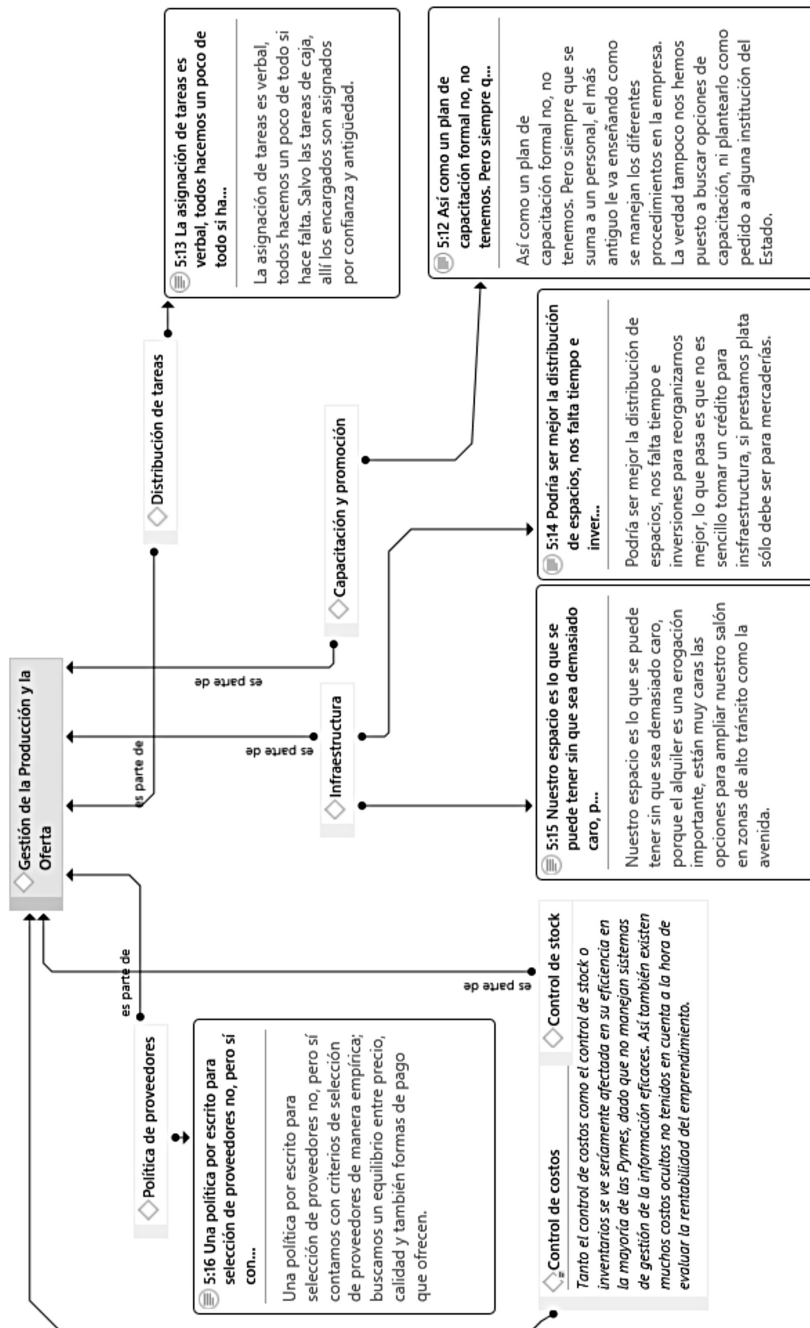 Gestión de la Producción y la
Oferta
es parte de
es parte de
es parte de
es parte de
es parte de
Política de proveedores
5:16 Una política por escrito para
selección de proveedores no, pero sí
con...
Una política por escrito para
selección de proveedores no, pero sí
contamos con criterios de selección
de proveedores de manera empírica;
buscamos un equilibrio entre precio,
calidad y también formas de pago
que ofrecen.
Distribución de tareas
5:13 La asignación de tareas es
verbal, todos hacemos un poco de
todo si ha...
La asignación de tareas es verbal,
todos hacemos un poco de todo si
hace falta. Salvo las tareas de caja,
allí los encargados son asignados
por confianza y antigüedad.
Infraestructura
Capacitación y promoción
Control de costos
Control de stock
Tanto el control de costos como el control de stock o
inventarios se ve seríamente afectada en su eficiencia en
la mayoría de las Pymes, dado que no manejan sistemas
de gestión de la información eficaces. Así también existen
muchos costos ocultos no tenidos en cuenta a la hora de
evaluar la rentabilidad del emprendimiento.
5:15 Nuestro espacio es lo que se
puede tener sin que sea demasiado
caro, p...
Nuestro espacio es lo que se puede
tener sin que sea demasiado caro,
porque el alquiler es una erogación
importante, están muy caras las
opciones para ampliar nuestro salón
en zonas de alto tránsito como la
avenida.
5:14 Podría ser mejor la distribución
de espacios, nos falta tiempo e
inver...
Podría ser mejor la distribución de
espacios, nos falta tiempo e
inversiones para reorganizarnos
mejor, lo que pasa es que no es
sencillo tomar un crédito para
insfraestructura, si prestamos plata
sólo debe ser para mercaderías.
5:12 Así como un plan de
capacitación formal no, no
tenemos. Pero siempre q...
Así como un plan de
capacitación formal no, no
tenemos. Pero siempre que se
suma a un personal, el más
antiguo le va enseñando como
se manejan los diferentes
procedimientos en la empresa.
La verdad tampoco nos hemos
puesto a buscar opciones de
capacitación, ni plantearlo como
pedido a alguna institución del
Estado.